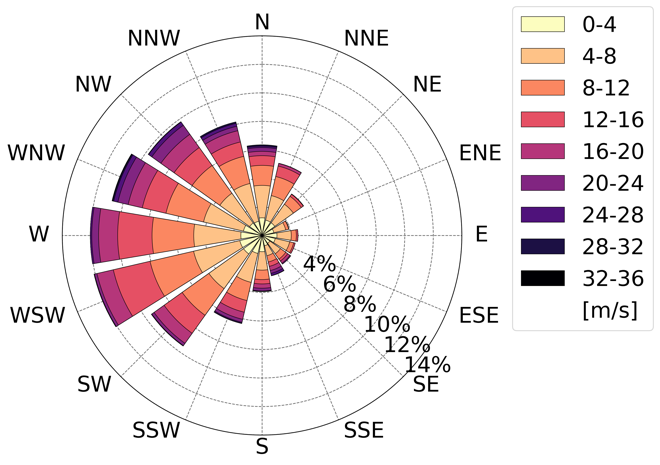 N
NNE
NE
ENE
E
ESE
SE
SSE
S
SSW
SW
WSW
W
WNW
NW
NNW
4%
6%
8%
10%
12%
14%
0-4
4-8
8-12
12-16
16-20
20-24
24-28
28-32
32-36
[m/s]